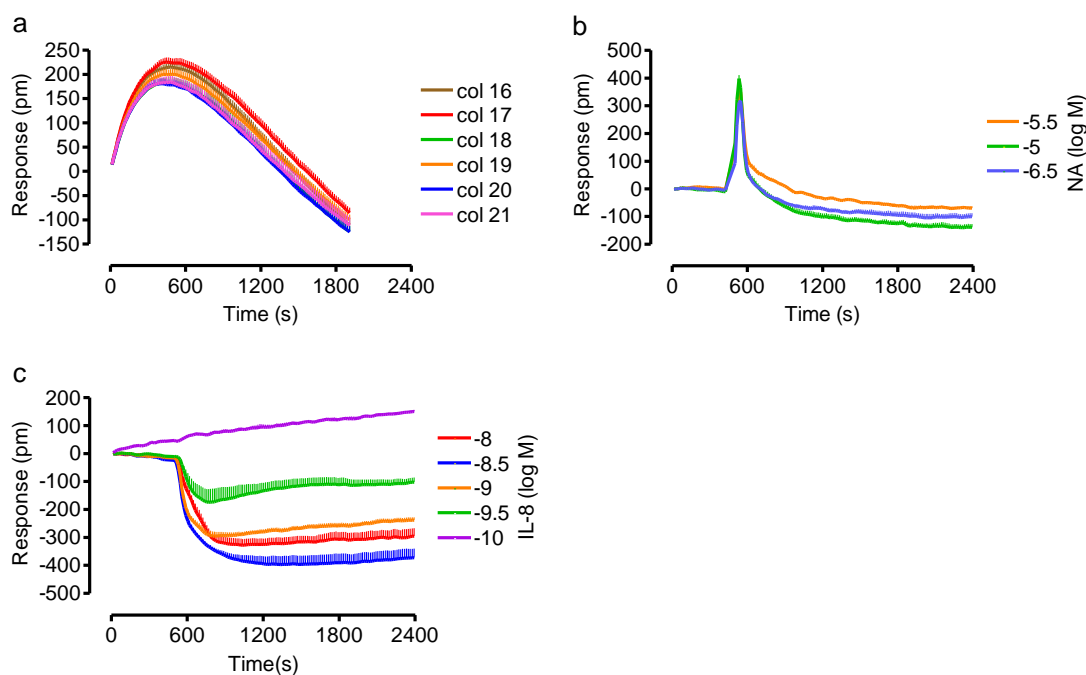 a
250
200
150
100
50
0
-50
-100
-150
Response (pm)
0 600 1200 1800 2400
Time (s)
col 16
col 17
col 18
col 19
col 20
col 21
b
500
400
300
200
100
0
-100
-200
Response (pm)
0 600 1200 1800 2400
Time (s)
-5.5
-5
-6.5
NA (log M)
c
200
100
0
-100
-200
-300
-400
-500
Response (pm)
0 600 1200 1800 2400
Time(s)
-8
-8.5
-9
-9.5
-10
IL-8 (log M)